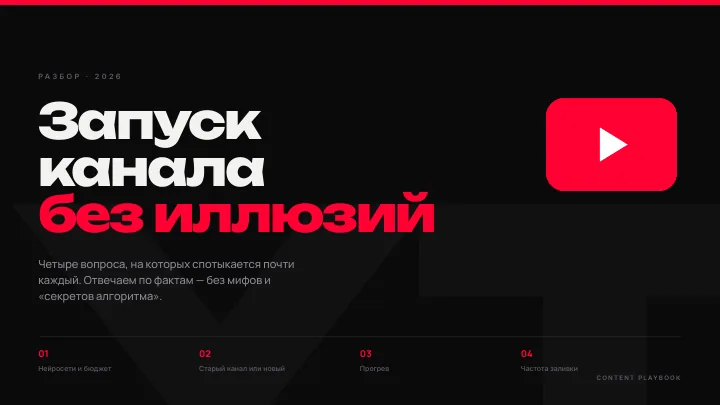 РАЗБОР · 2026
Запуск
канала
без иллюзий
Четыре вопроса, на которых спотыкается почти
каждый. Отвечаем по фактам — без мифов и
«секретов алгоритма».
01
Нейросети и бюджет
02
Старый канал или новый
03
Прогрев
04
Частота заливки
CONTENT PLAYBOOK
YT